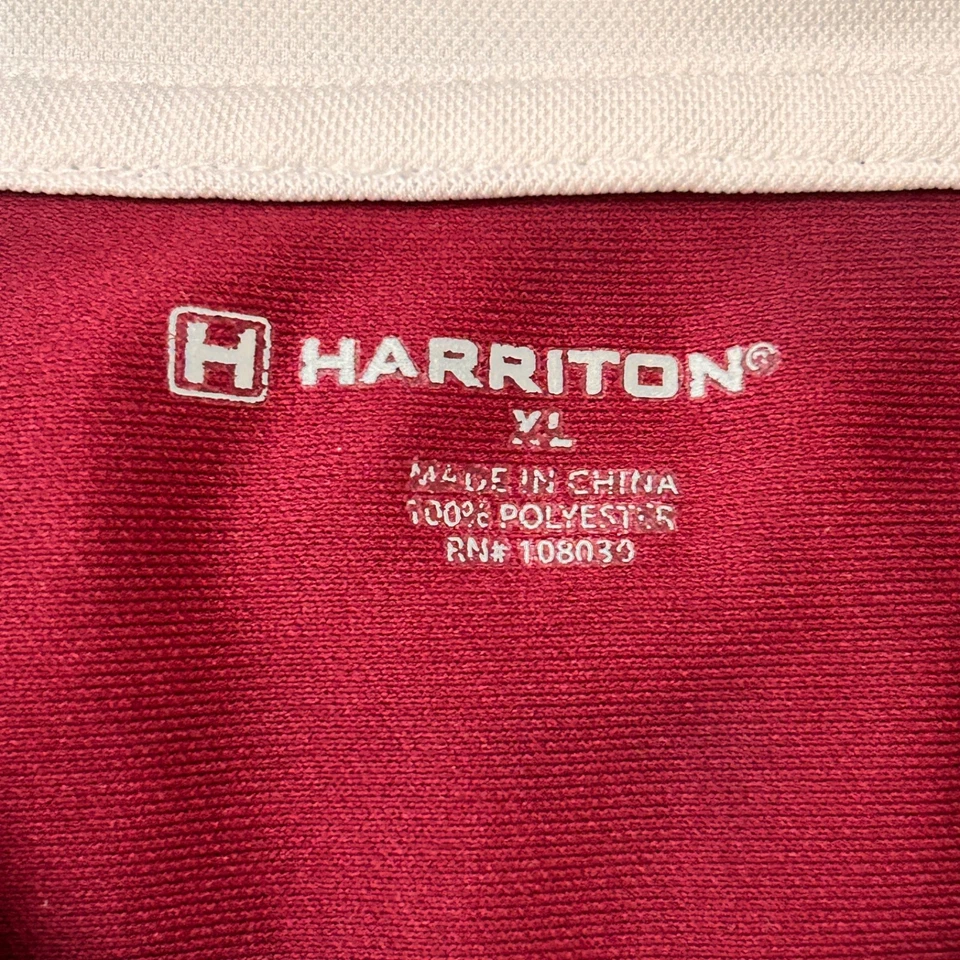 H HARRITON®
XL
MADE IN CHINA
100% POLYESTER
RN# 108030